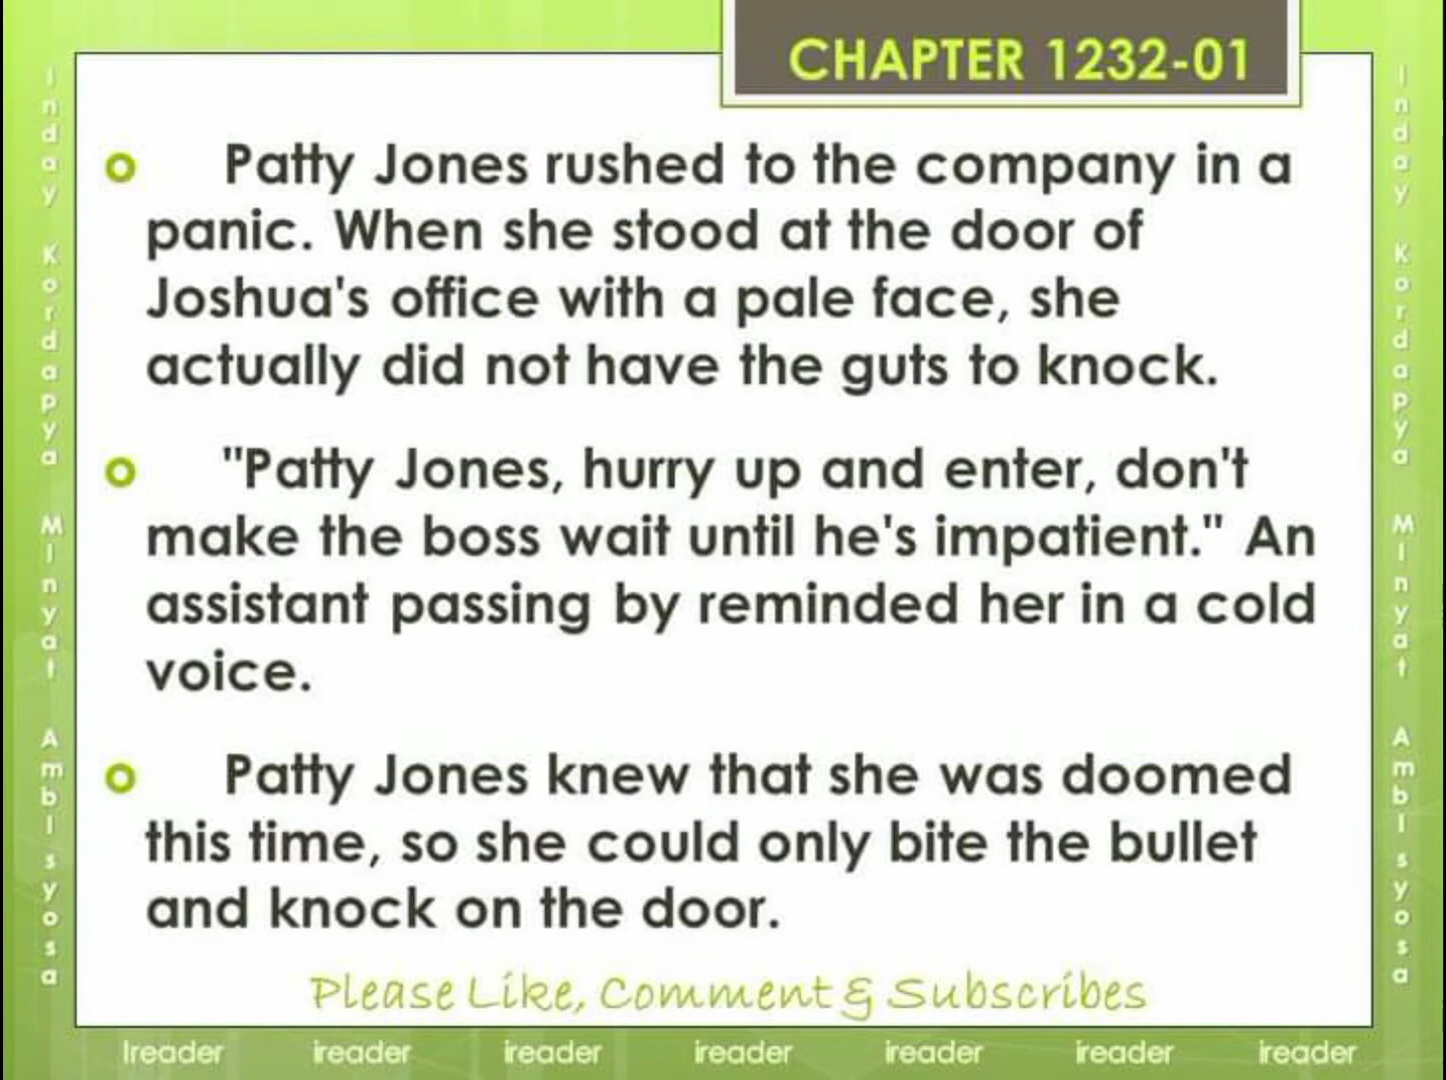 CHAPTER 1232-01
Patty Jones rushed to the company in a
panic. When she stood at the door of
Joshua's office with a pale face, she
actually did not have the guts to knock.
"Patty Jones, hurry up and enter, don't
make the boss wait until he's impatient." An
assistant passing by reminded her in a cold
voice.
Patty Jones knew that she was doomed
this time, so she could only bite the bullet
and knock on the door.
Please Like, Comment & Subscribes
Inday Kordapya MInyat AmbIsyosa
Inday Kordapya MInyat AmbIsyosa
Ireader ireader ireader ireader ireader ireader ireader